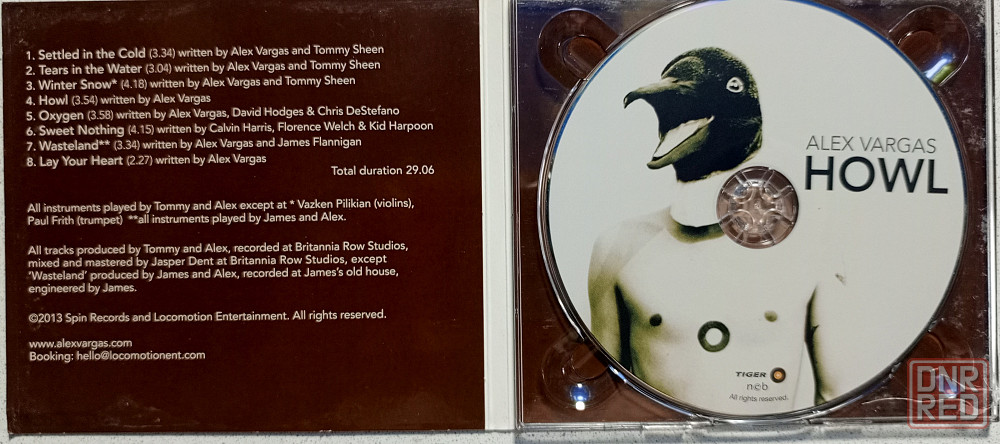 1. Settled in the Cold (3.34) written by Alex Vargas and Tommy Sheen
2. Tears in the Water (3.04) written by Alex Vargas and Tommy Sheen
3. Winter Snow* (4.18) written by Alex Vargas and Tommy Sheen
4. Howl (3.54) written by Alex Vargas
5. Oxygen (3.58) written by Alex Vargas, David Hodges & Chris DeStefano
6. Sweet Nothing (4.15) written by Calvin Harris, Florence Welch & Kid Harpoon
7. Wasteland** (3.34) written by Alex Vargas and James Flannigan
8. Lay Your Heart (2.27) written by Alex Vargas
Total duration 29.06
All instruments played by Tommy and Alex except at * Vazken Pilikian (violins),
Paul Frith (trumpet) **all instruments played by James and Alex.
All tracks produced by Tommy and Alex, recorded at Britannia Row Studios,
mixed and mastered by Jasper Dent at Britannia Row Studios, except
'Wasteland' produced by James and Alex, recorded at James's old house,
engineered by James.
©2013 Spin Records and Locomotion Entertainment. All rights reserved.
www.alexvargas.com
Booking: hello@locomotionent.com
ALEX VARGAS
HOWL
TIGER
n©b
All rights reserved.
DNR
RED